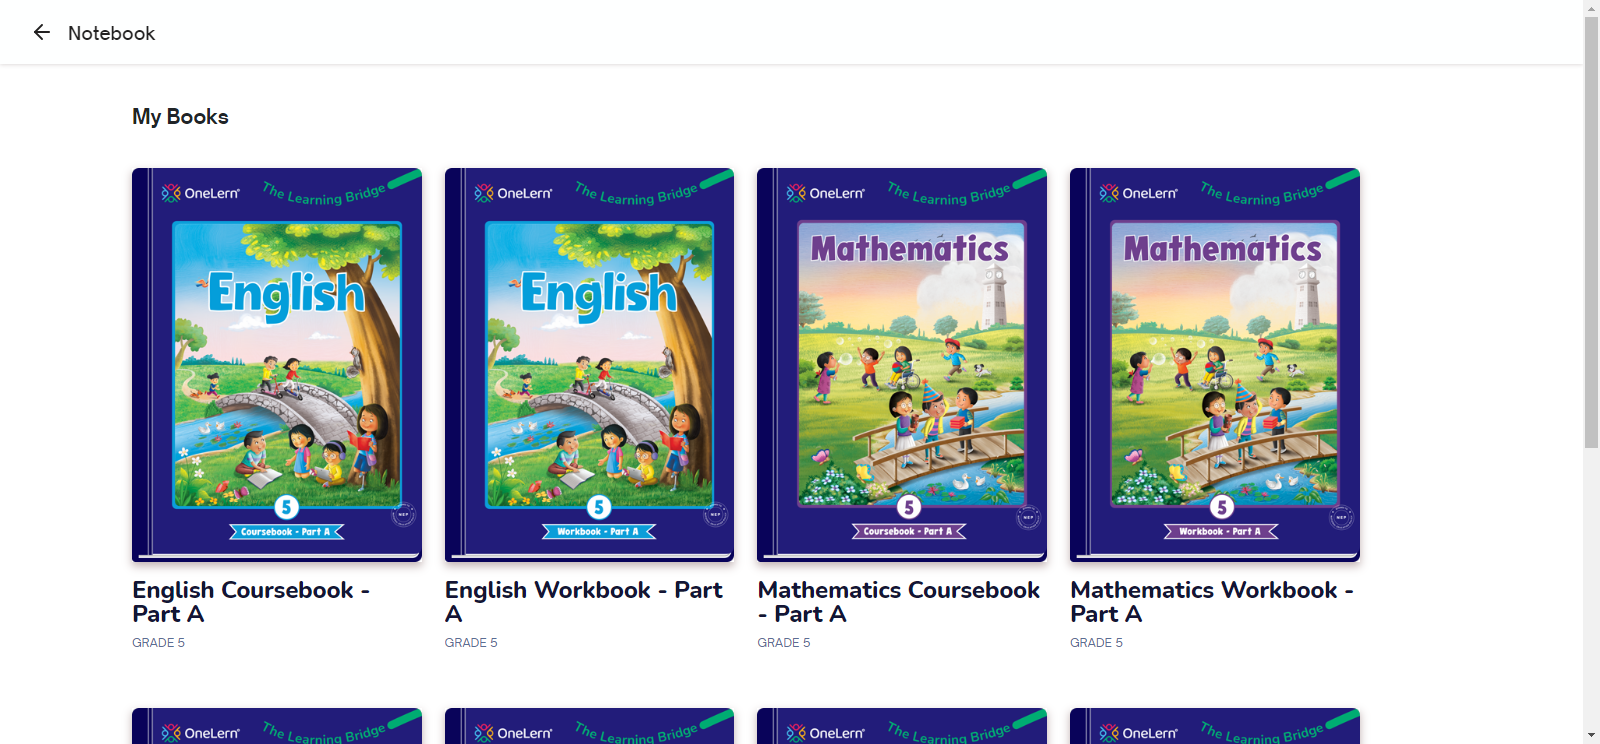 Notebook
My Books
OneLern
The Learning Bridge
English
5
Coursebook - Part A
NEP
OneLern
The Learning Bridge
English
5
Workbook - Part A
NEP
OneLern
The Learning Bridge
Mathematics
5
Coursebook - Part A
NEP
OneLern
The Learning Bridge
Mathematics
5
Workbook - Part A
NEP
English Coursebook -
Part A
GRADE 5
English Workbook - Part
A
GRADE 5
Mathematics Coursebook
- Part A
GRADE 5
Mathematics Workbook -
Part A
GRADE 5
OneLern
The Learning Bridge
OneLern
The Learning Bridge
OneLern
The Learning Bridge
OneLern
The Learning Bridge